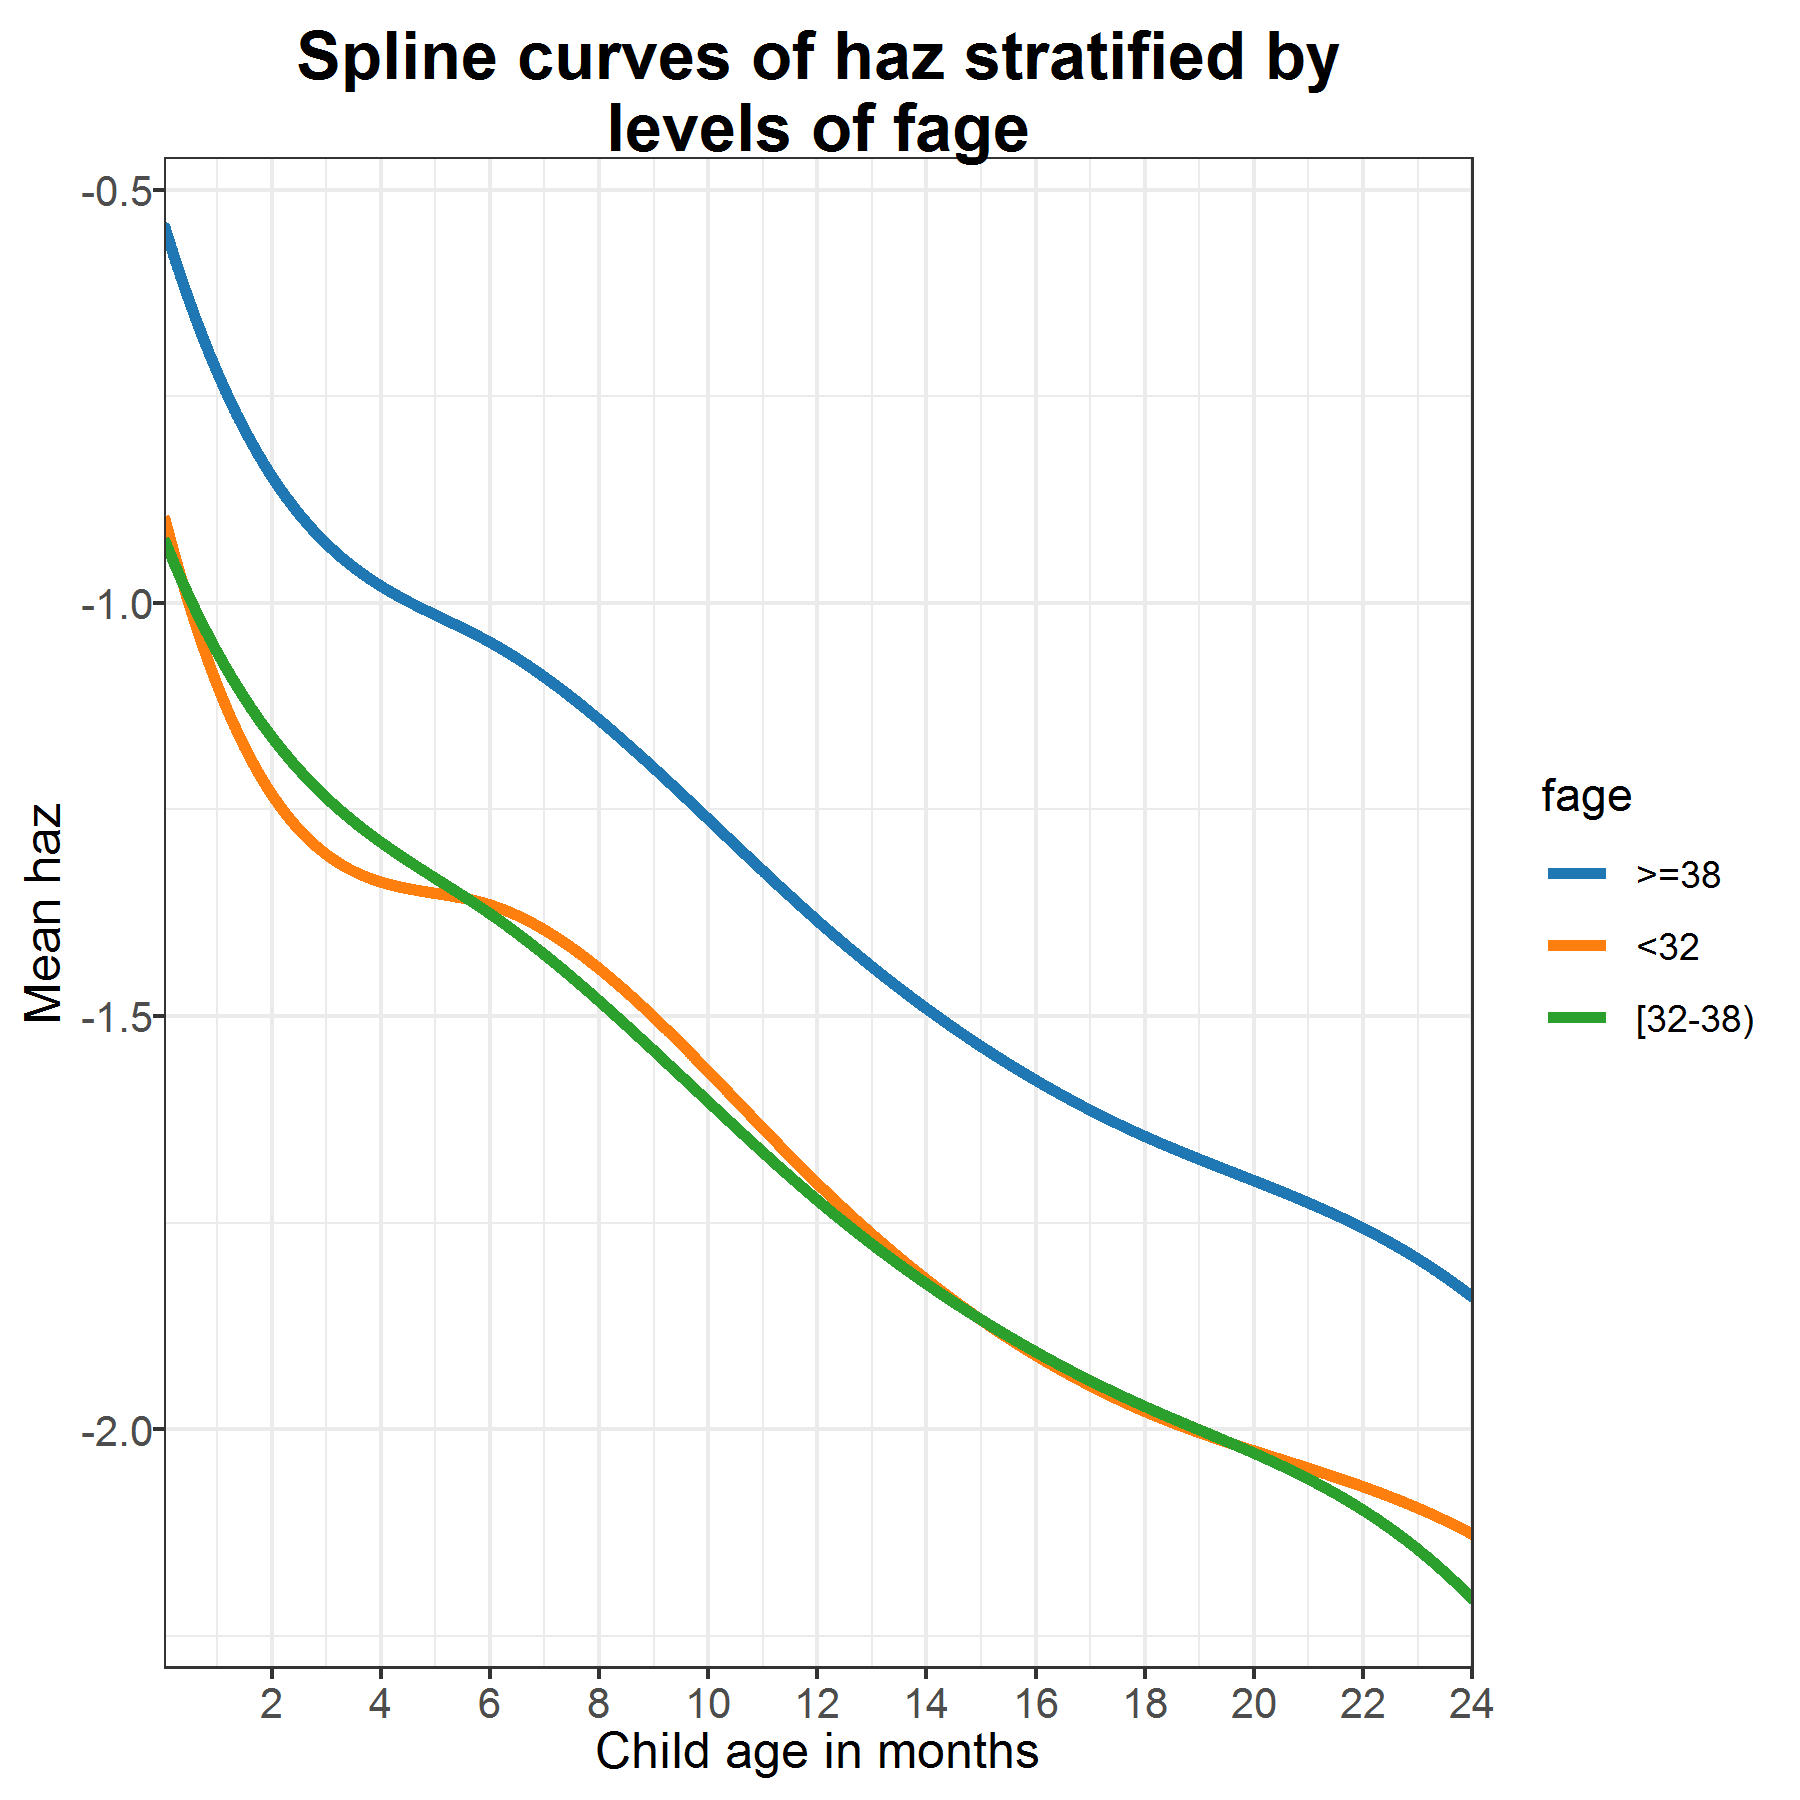 Spline curves of haz stratified by
levels of fage
-0.5
-1.0
-1.5
-2.0
Mean haz
2 4 6 8 10 12 14 16 18 20 22 24
Child age in months
fage
>=38
<32
[32-38)